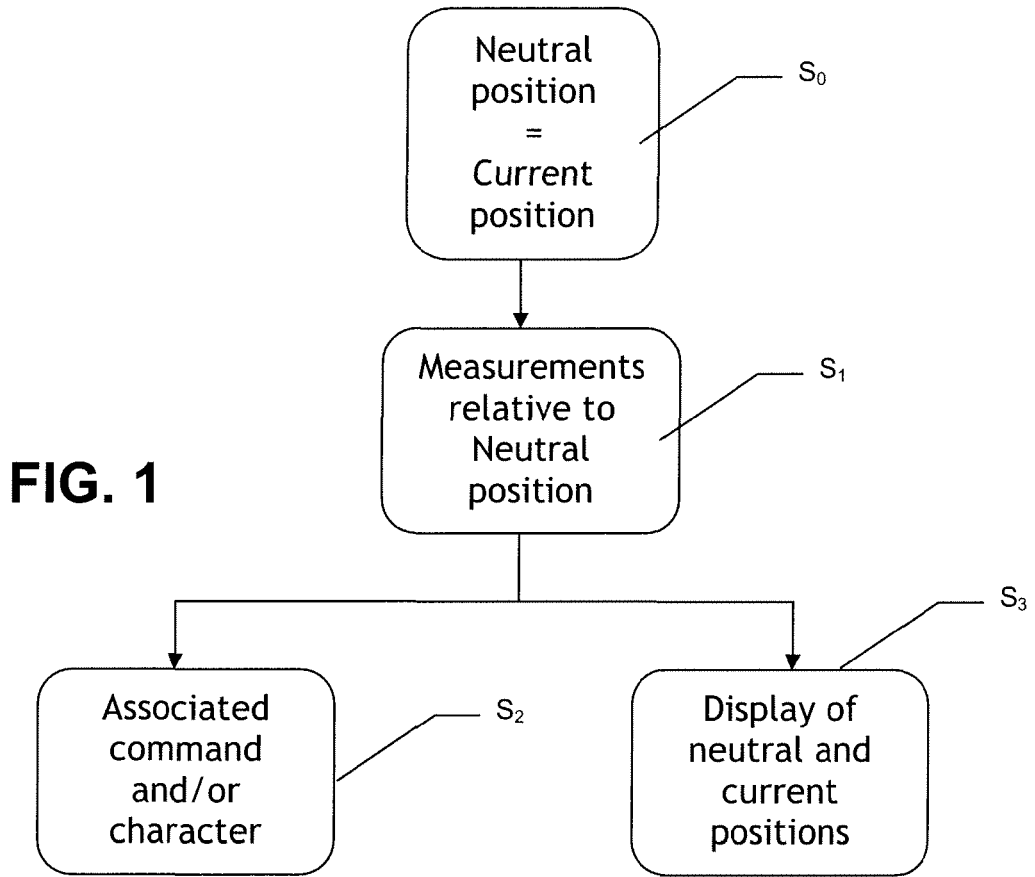 Neutral
position
=
Current
position
S₀
Measurements
relative to
Neutral
position
S₁
FIG. 1
Associated
command
and/or
character
S₂
Display of
neutral and
current
positions
S₃